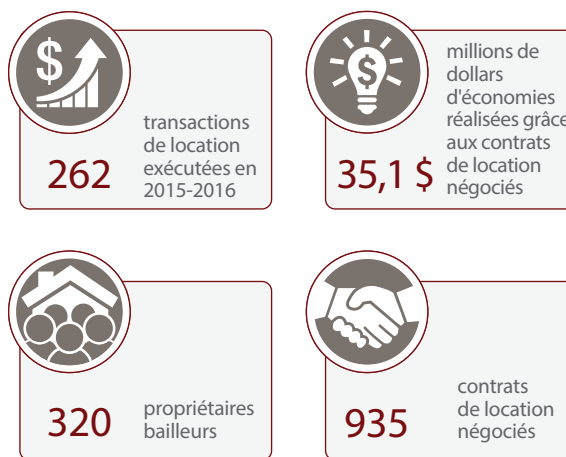 262
transactions
de location
exécutées en
2015-2016
35,1 $
millions de
dollars
d'économies
réalisées grâce
aux contrats
de location
négociés
320
propriétaires
bailleurs
935
contrats
de location
négociés